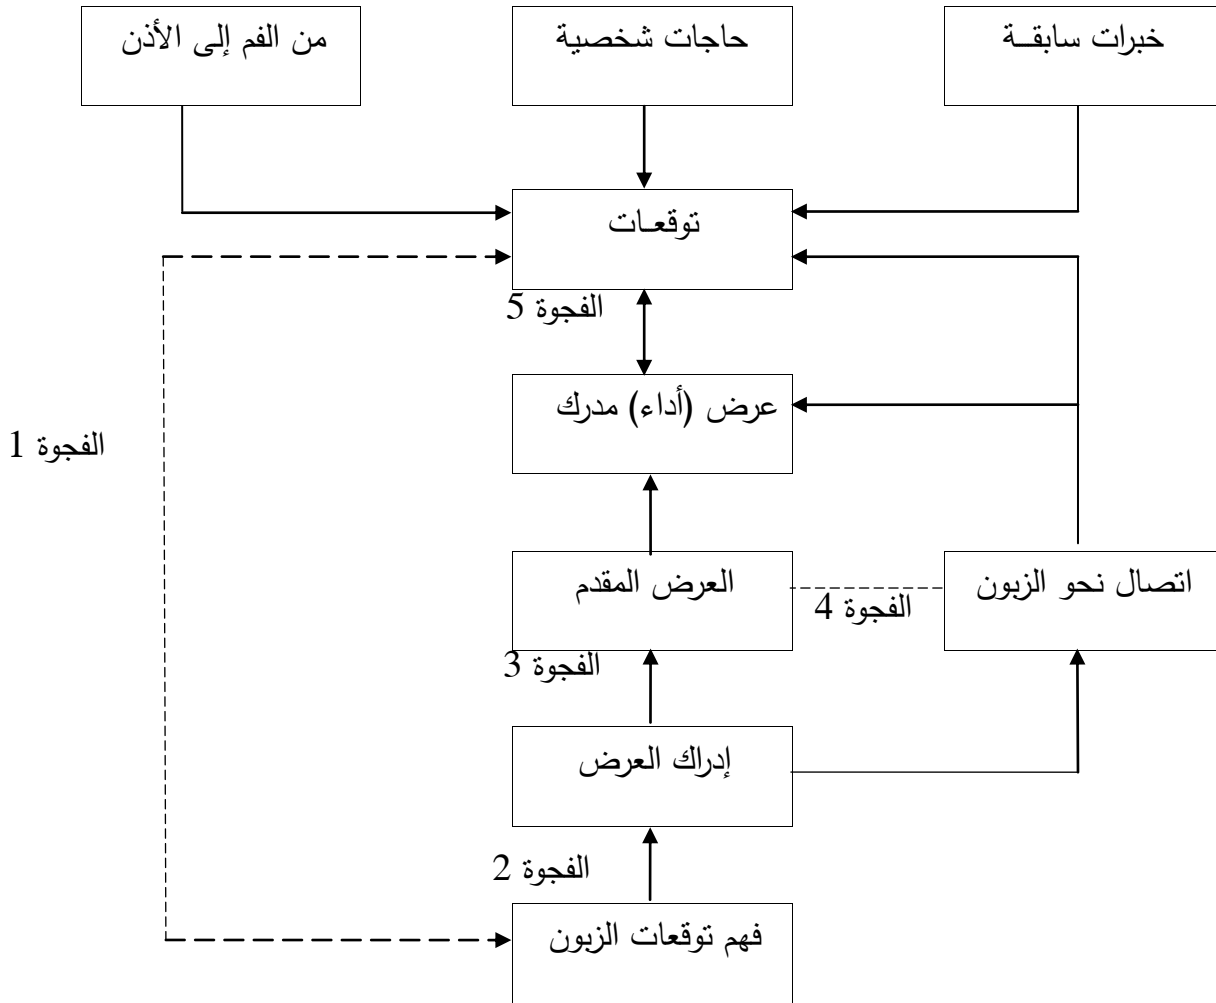 خبرات سابقــة
حاجات شخصية
من الفم إلى الأذن
توقعـات
الفجوة 5
عرض (أداء) مدرك
الفجوة 1
اتصال نحو الزبون
العرض المقدم
الفجوة 4
الفجوة 3
إدراك العرض
الفجوة 2
فهم توقعات الزبون